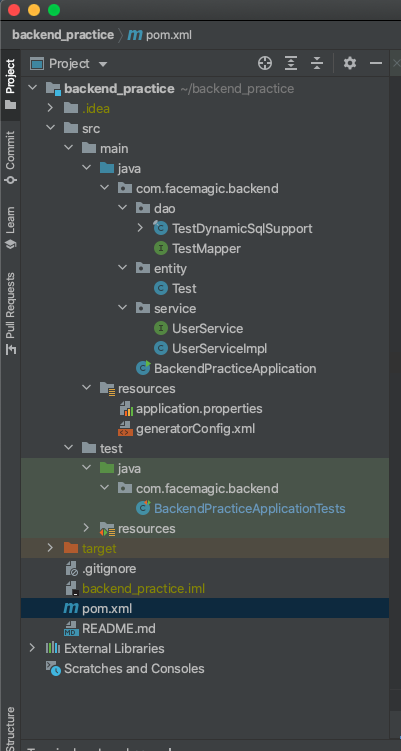 backend_practice › pom.xml
Project
backend_practice ~/backend_practice
.idea
src
main
java
com.facemagic.backend
dao
TestDynamicSqlSupport
TestMapper
entity
Test
service
UserService
UserServiceImpl
BackendPracticeApplication
resources
application.properties
generatorConfig.xml
test
java
com.facemagic.backend
BackendPracticeApplicationTests
resources
target
.gitignore
backend_practice.iml
pom.xml
README.md
External Libraries
Scratches and Consoles
Project
Commit
Learn
Pull Requests
Structure